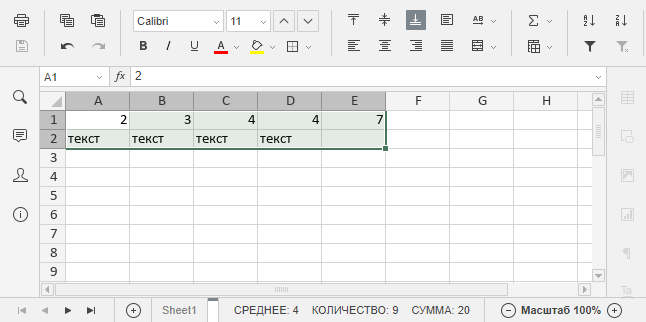 Calibri 11
B I U A
A1 fx 2
A B C D E F G H
1 2 3 4 4 7
2 текст текст текст текст
3
4
5
6
7
8
9
Sheet1 СРЕДНЕЕ: 4 КОЛИЧЕСТВО: 9 СУММА: 20 Масштаб 100%